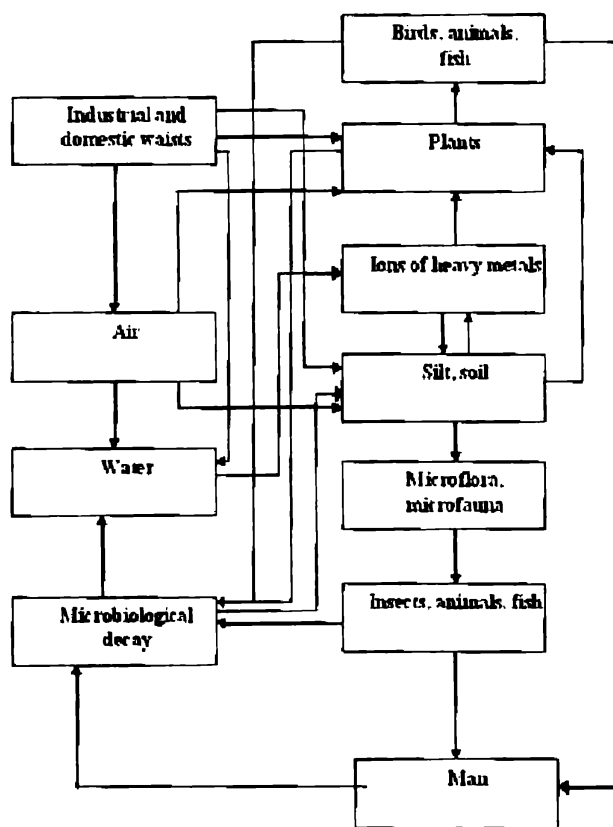 Birds, animals,
fish
Industrial and
domestic waists
Plants
Ions of heavy metals
Air
Silt, soil
Water
Microflora,
microfauna
Microbiological
decay
Insects, animals, fish
Man